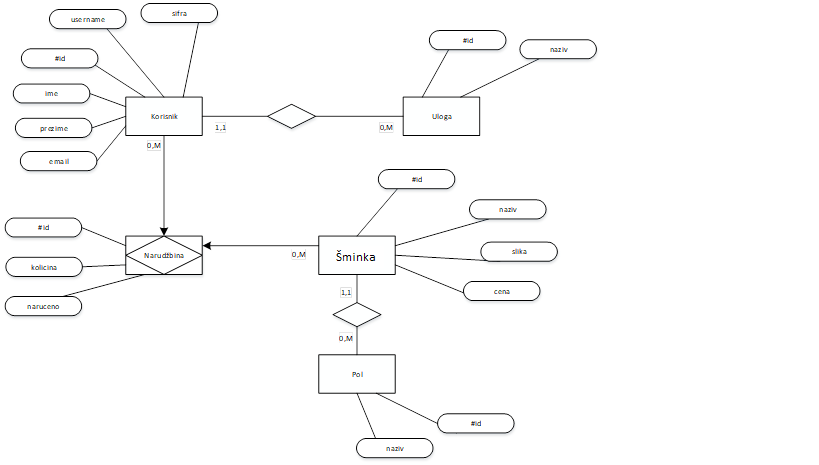 sifra
username
#id
naziv
#id
ime
Korisnik
Uloga
prezime
1,1
0,M
0,M
email
#id
naziv
#id
slika
Narudžbina
0,M
Šminka
kolicina
cena
1,1
naruceno
0,M
Pol
#id
naziv